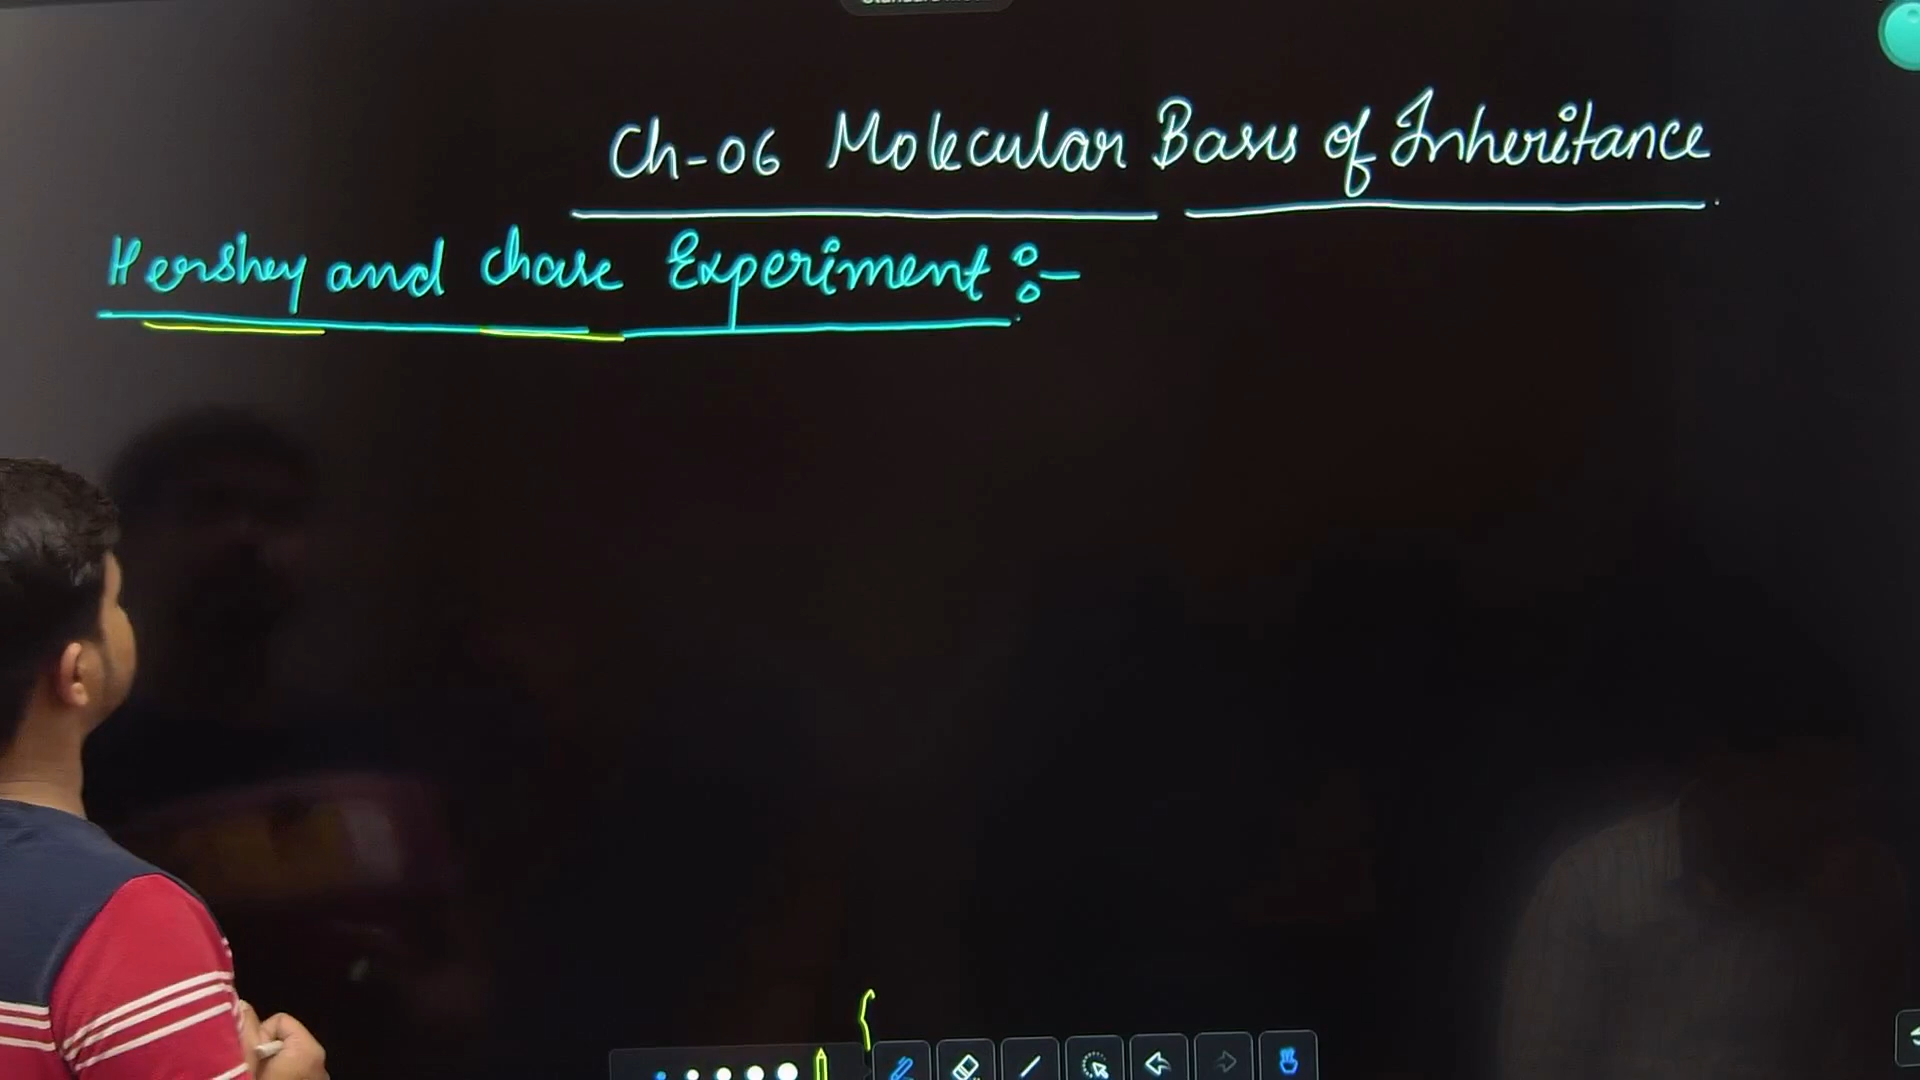 Ch-06 Molecular Basis of Inheritance
Hershey and chase Experiment :-